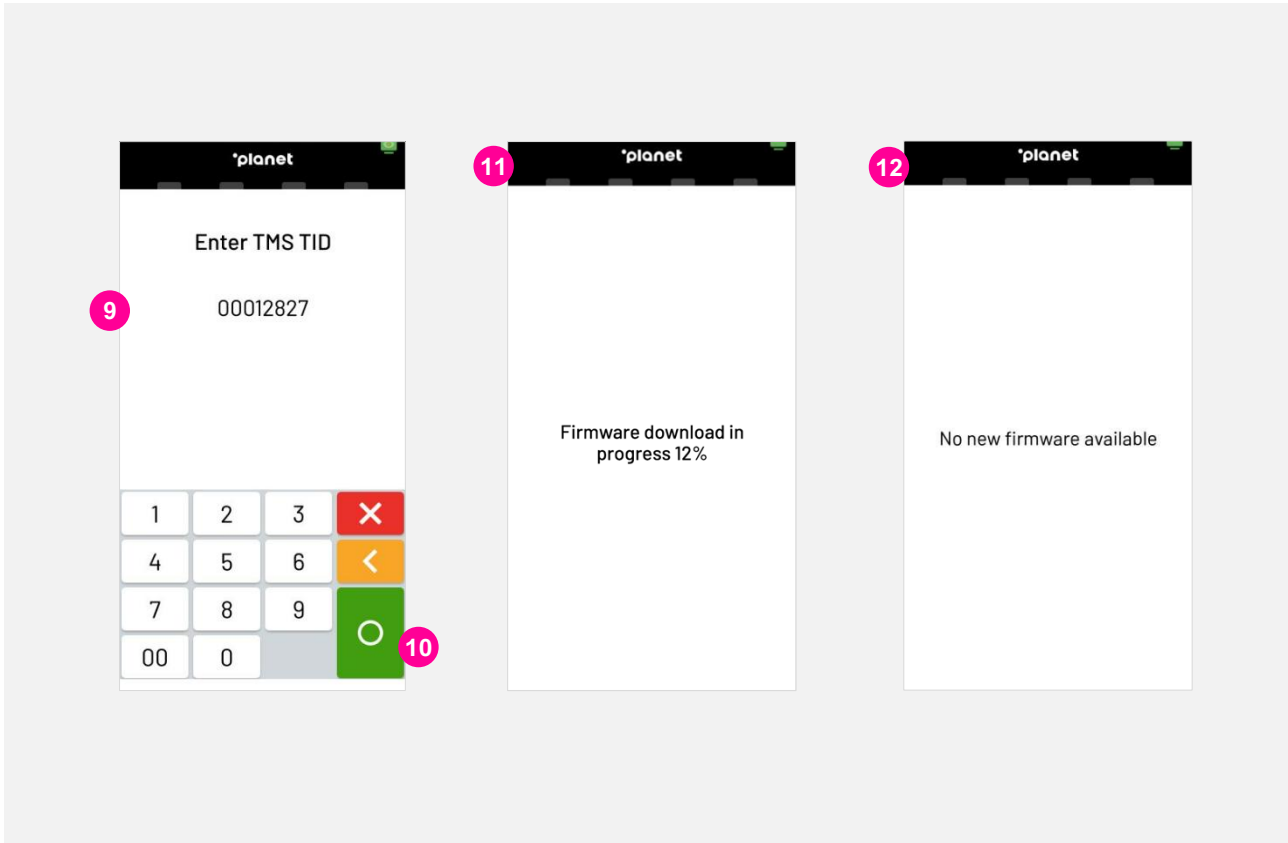 planet
Enter TMS TID
9
00012827
1 2 3
4 5 6
7 8 9
00 0
10
11
planet
Firmware download in
progress 12%
12
planet
No new firmware available